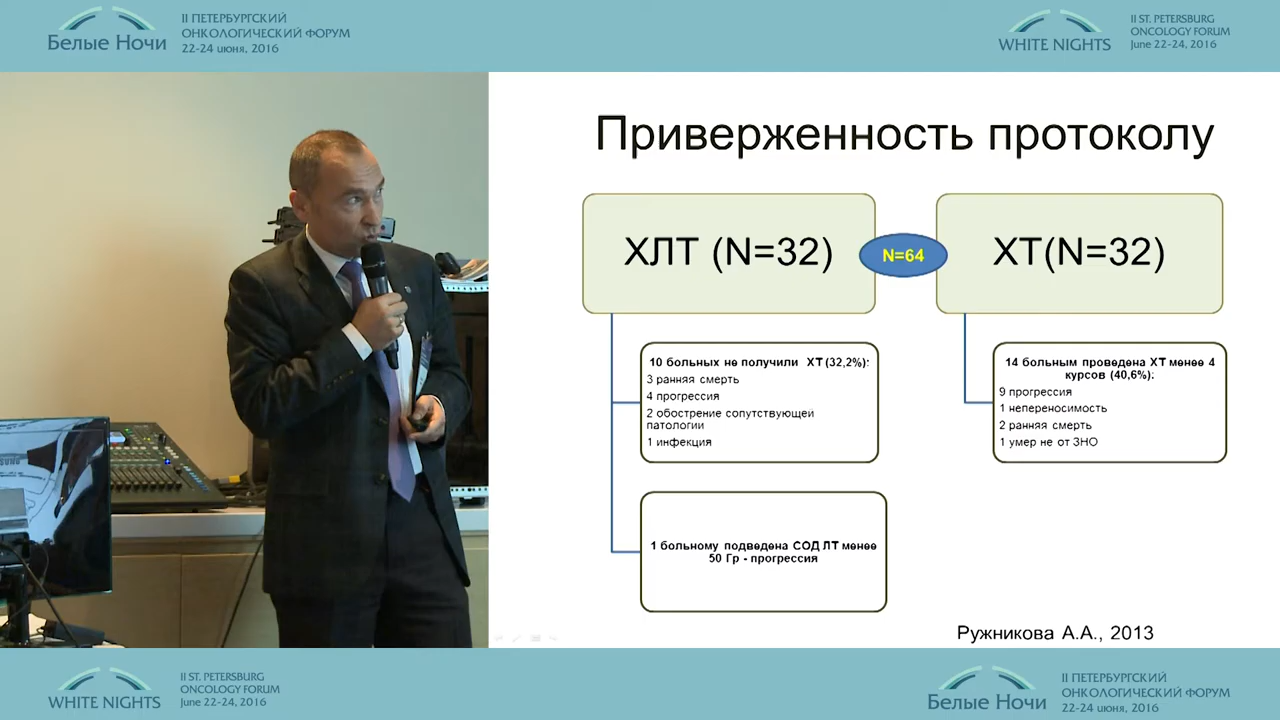 Белые Ночи
II ПЕТЕРБУРГСКИЙ
ОНКОЛОГИЧЕСКИЙ ФОРУМ
22-24 июня, 2016
WHITE NIGHTS
II ST. PETERSBURG
ONCOLOGY FORUM
June 22-24, 2016
Приверженность протоколу
ХЛТ (N=32)
N=64
ХТ(N=32)
10 больных не получили ХТ (32,2%):
3 ранняя смерть
4 прогрессия
2 обострение сопутствующей
патологии
1 инфекция
14 больным проведена ХТ менее 4
курсов (40,6%):
9 прогрессия
1 непереносимость
2 ранняя смерть
1 умер не от ЗНО
1 больному подведена СОД ЛТ менее
50 Гр - прогрессия
Ружникова А.А., 2013
WHITE NIGHTS
II ST. PETERSBURG
ONCOLOGY FORUM
June 22-24, 2016
Белые Ночи
II ПЕТЕРБУРГСКИЙ
ОНКОЛОГИЧЕСКИЙ ФОРУМ
22-24 июня, 2016